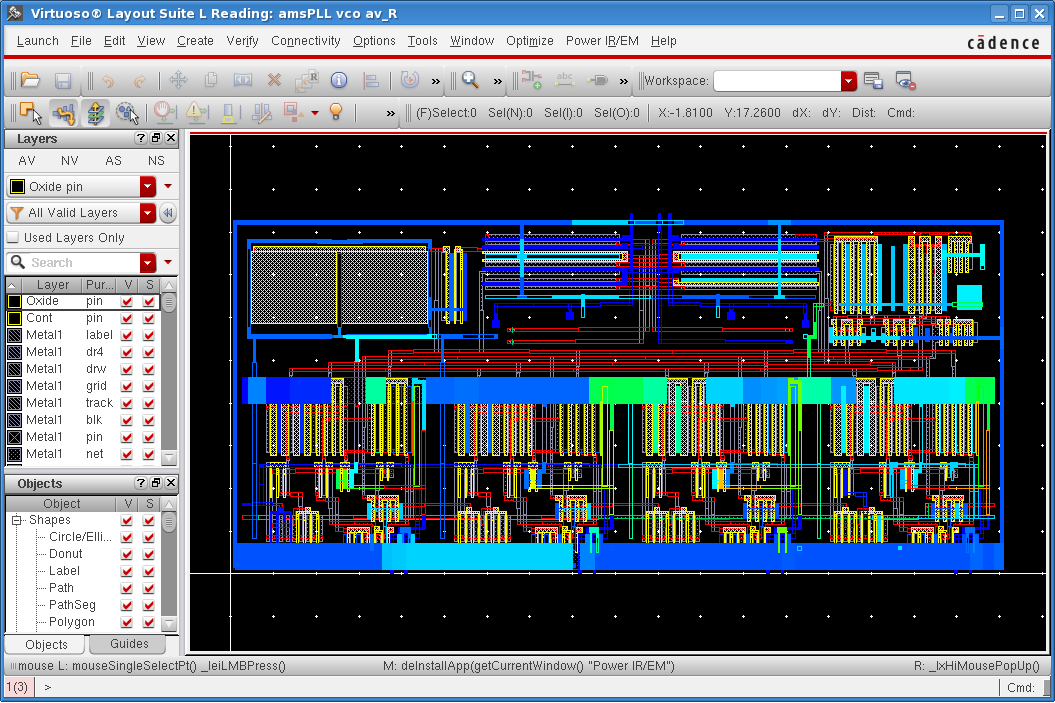 Virtuoso® Layout Suite L Reading: amsPLL vco av_R
Launch File Edit View Create Verify Connectivity Options Tools Window Optimize Power IR/EM Help
cādence
» » abc » Workspace:
» (F)Select:0 Sel(N):0 Sel(I):0 Sel(O):0 X:-1.8100 Y:17.2600 dX: dY: Dist: Cmd:
Layers
AV NV AS NS
Oxide pin
All Valid Layers
Used Layers Only
Search
Layer Pur... V S
Oxide pin
Cont pin
Metal1 label
Metal1 dr4
Metal1 drw
Metal1 grid
Metal1 track
Metal1 blk
Metal1 pin
Metal1 net
Objects
Object V S
Shapes
Circle/Elli...
Donut
Label
Path
PathSeg
Polygon
Objects Guides
mouse L: mouseSingleSelectPt() _leiLMBPress() M: deInstallApp(getCurrentWindow() "Power IR/EM") R: _lxHiMousePopUp()
1(3) > Cmd: